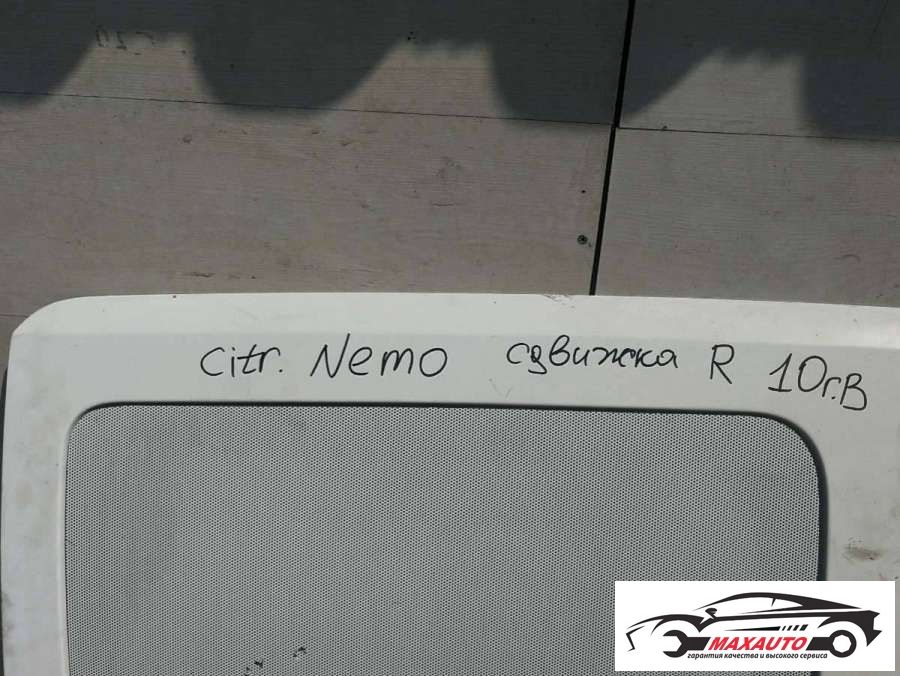 citr. Nemo сдвижка R 10г.В
MAXAUTO
гарантия качества и высокого сервиса